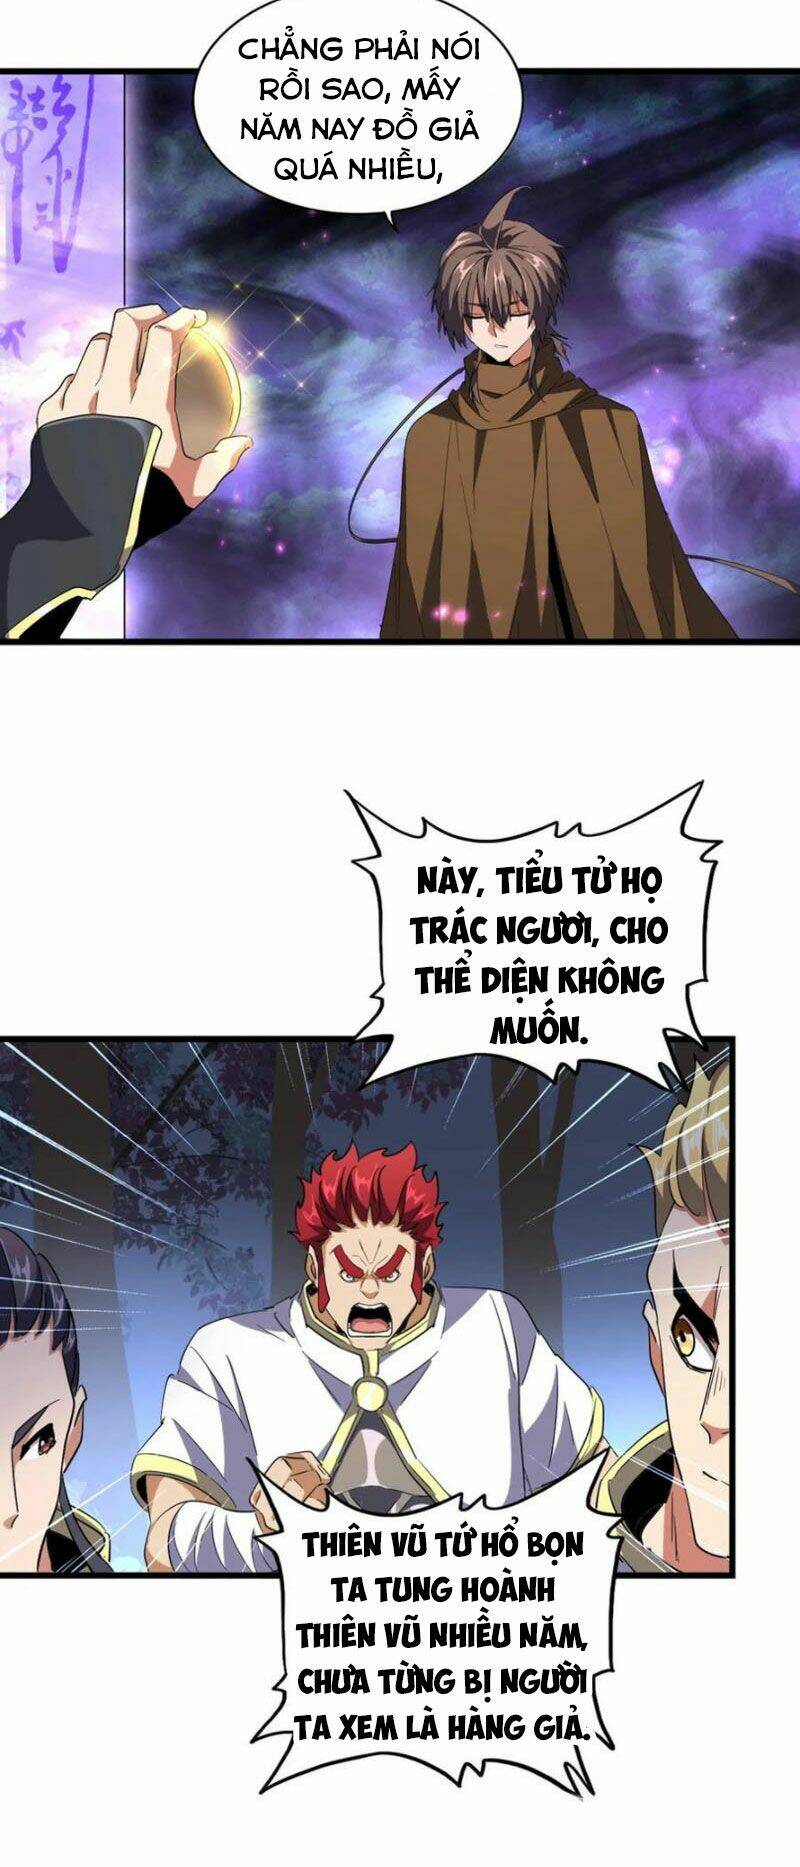 CHẲNG PHẢI NÓI
RỒI SAO, MẤY
NĂM NAY ĐỒ GIẢ
QUÁ NHIỀU,
NÀY, TIỂU TỬ HỌ
TRÁC NGƯƠI, CHO
THỂ DIỆN KHÔNG
MUỐN.
THIÊN VŨ TỨ HỔ BỌN
TA TUNG HOÀNH
THIÊN VŨ NHIỀU NĂM,
CHƯA TỪNG BỊ NGƯỜI
TA XEM LÀ HÀNG GIẢ.